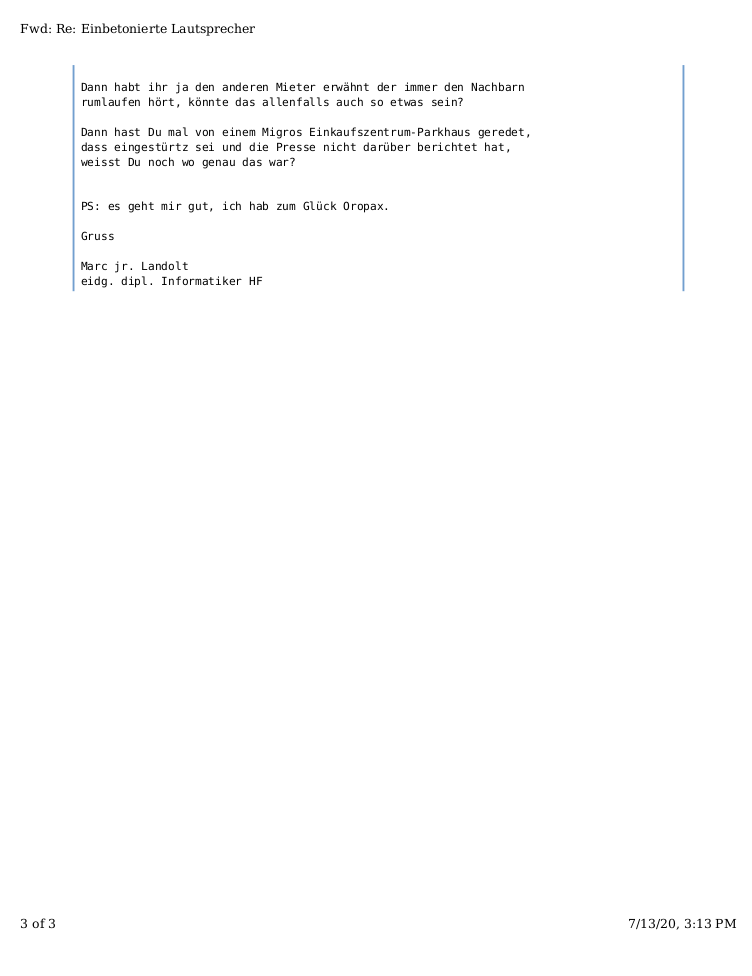 Fwd: Re: Einbetonierte Lautsprecher
Dann habt ihr ja den anderen Mieter erwähnt der immer den Nachbarn
rumlaufen hört, könnte das allenfalls auch so etwas sein?
Dann hast Du mal von einem Migros Einkaufszentrum-Parkhaus geredet,
dass eingestürtz sei und die Presse nicht darüber berichtet hat,
weisst Du noch wo genau das war?
PS: es geht mir gut, ich hab zum Glück Oropax.
Gruss
Marc jr. Landolt
eidg. dipl. Informatiker HF
3 of 3
7/13/20, 3:13 PM